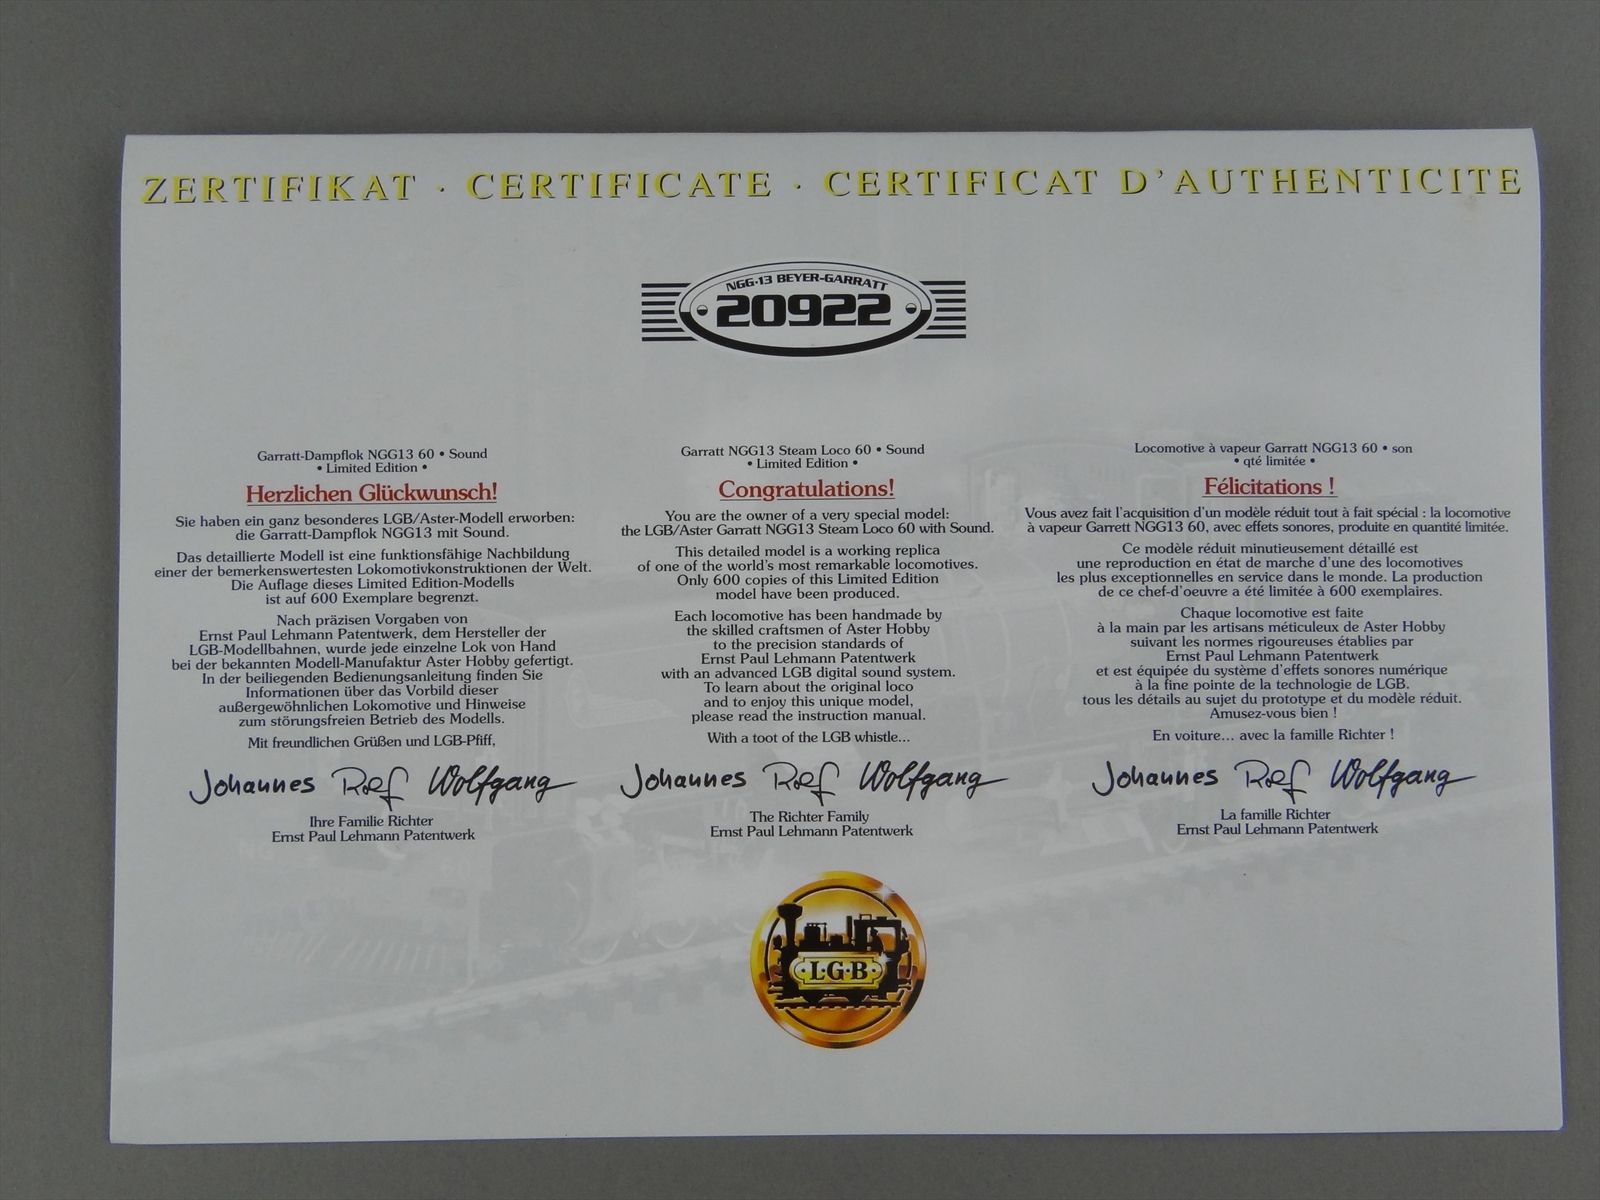 ZERTIFIKAT · CERTIFICATE · CERTIFICAT D'AUTHENTICITE
NGG·13 BEYER-GARRATT
20922
Garratt-Dampflok NGG13 60 • Sound
• Limited Edition •
Herzlichen Glückwunsch!
Sie haben ein ganz besonderes LGB/Aster-Modell erworben:
die Garratt-Dampflok NGG13 mit Sound.
Das detaillierte Modell ist eine funktionsfähige Nachbildung
einer der bemerkenswertesten Lokomotivkonstruktionen der Welt.
Die Auflage dieses Limited Edition-Modells
ist auf 600 Exemplare begrenzt.
Nach präzisen Vorgaben von
Ernst Paul Lehmann Patentwerk, dem Hersteller der
LGB-Modellbahnen, wurde jede einzelne Lok von Hand
bei der bekannten Modell-Manufaktur Aster Hobby gefertigt.
In der beiliegenden Bedienungsanleitung finden Sie
Informationen über das Vorbild dieser
außergewöhnlichen Lokomotive und Hinweise
zum störungsfreien Betrieb des Modells.
Mit freundlichen Grüßen und LGB-Pfiff,
Johannes Rolf Wolfgang
Ihre Familie Richter
Ernst Paul Lehmann Patentwerk
Garratt NGG13 Steam Loco 60 • Sound
• Limited Edition •
Congratulations!
You are the owner of a very special model:
the LGB/Aster Garratt NGG13 Steam Loco 60 with Sound.
This detailed model is a working replica
of one of the world's most remarkable locomotives.
Only 600 copies of this Limited Edition
model have been produced.
Each locomotive has been handmade by
the skilled craftsmen of Aster Hobby
to the precision standards of
Ernst Paul Lehmann Patentwerk
with an advanced LGB digital sound system.
To learn about the original loco
and to enjoy this unique model,
please read the instruction manual.
With a toot of the LGB whistle...
Johannes Rolf Wolfgang
The Richter Family
Ernst Paul Lehmann Patentwerk
Locomotive à vapeur Garratt NGG13 60 • son
• qté limitée •
Félicitations !
Vous avez fait l'acquisition d'un modèle réduit tout à fait spécial : la locomotive
à vapeur Garrett NGG13 60, avec effets sonores, produite en quantité limitée.
Ce modèle réduit minutieusement détaillé est
une reproduction en état de marche d'une des locomotives
les plus exceptionnelles en service dans le monde. La production
de ce chef-d'oeuvre a été limitée à 600 exemplaires.
Chaque locomotive est faite
à la main par les artisans méticuleux de Aster Hobby
suivant les normes rigoureuses établies par
Ernst Paul Lehmann Patentwerk
et est équipée du système d'effets sonores numérique
à la fine pointe de la technologie de LGB.
tous les détails au sujet du prototype et du modèle réduit.
Amusez-vous bien !
En voiture... avec la famille Richter !
Johannes Rolf Wolfgang
La famille Richter
Ernst Paul Lehmann Patentwerk
·L·G·B·